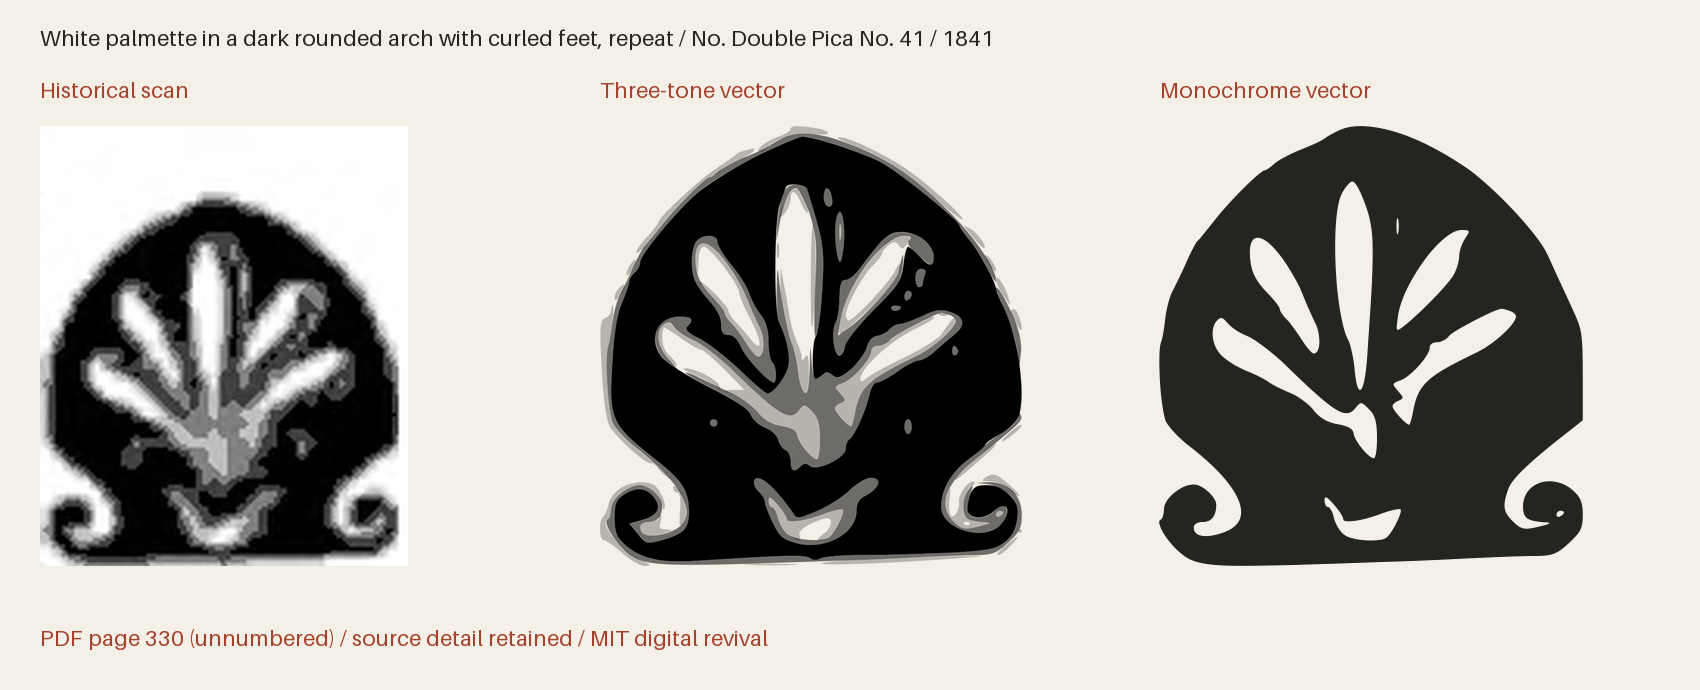 White palmette in a dark rounded arch with curled feet, repeat / No. Double Pica No. 41 / 1841
Historical scan
Three-tone vector
Monochrome vector
PDF page 330 (unnumbered) / source detail retained / MIT digital revival